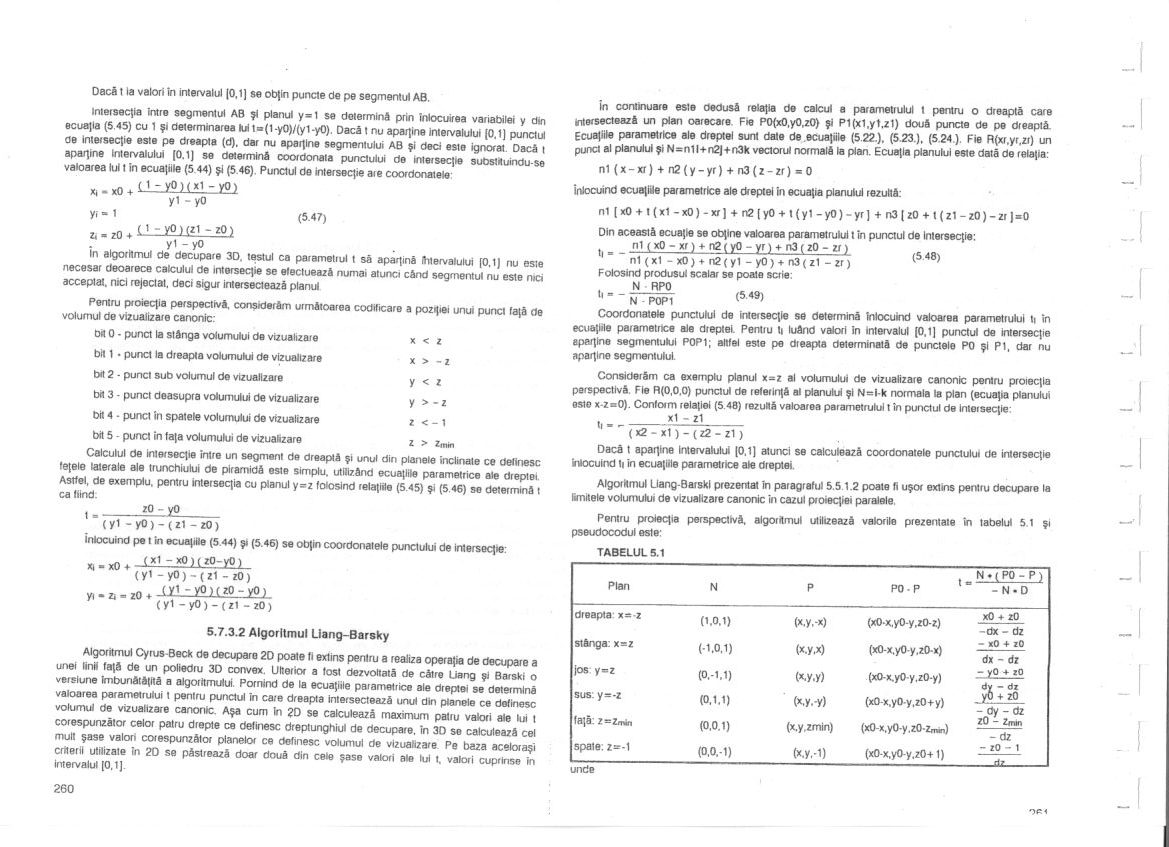 Dacă t ia valori în intervalul [0,1] se obţin puncte de pe segmentul AB.
Intersecţia între segmentul AB şi planul y=1 se determină prin înlocuirea variabilei y din
ecuaţia (5.45) cu 1 şi determinarea lui t=(1-y0)/(y1-y0). Dacă t nu aparţine intervalului [0,1] punctul
de intersecţie este pe dreapta (d), dar nu aparţine segmentului AB şi deci este ignorat. Dacă t
aparţine intervalului [0,1] se determină coordonata punctului de intersecţie substituindu-se
valoarea lui t în ecuaţiile (5.44) şi (5.46). Punctul de intersecţie are coordonatele:
xi = x0 + ( 1 – y0 ) ( x1 – y0 )
y1 – y0
yi = 1 (5.47)
zi = z0 + ( 1 – y0 ) (z1 – z0 )
y1 – y0
În algoritmul de decupare 3D, testul ca parametrul t să aparţină intervalului [0,1] nu este
necesar deoarece calculul de intersecţie se efectuează numai atunci când segmentul nu este nici
acceptat, nici rejectat, deci sigur intersectează planul.
Pentru proiecţia perspectivă, considerăm următoarea codificare a poziţiei unui punct faţă de
volumul de vizualizare canonic:
bit 0 - punct la stânga volumului de vizualizare x < z
bit 1 - punct la dreapta volumului de vizualizare x > -z
bit 2 - punct sub volumul de vizualizare y < z
bit 3 - punct deasupra volumului de vizualizare y > -z
bit 4 - punct în spatele volumului de vizualizare z < -1
bit 5 - punct în faţa volumului de vizualizare z > zmin
Calculul de intersecţie între un segment de dreaptă şi unul din planele înclinate ce definesc
feţele laterale ale trunchiului de piramidă este simplu, utilizând ecuaţiile parametrice ale dreptei.
Astfel, de exemplu, pentru intersecţia cu planul y=z folosind relaţiile (5.45) şi (5.46) se determină t
ca fiind:
t = z0 – y0
( y1 – y0 ) – ( z1 – z0 )
Înlocuind pe t în ecuaţiile (5.44) şi (5.46) se obţin coordonatele punctului de intersecţie:
xi = x0 + ( x1 – x0 ) ( z0–y0 )
( y1 – y0 ) – ( z1 – z0 )
yi = zi = z0 + ( y1 – y0 ) ( z0 – y0 )
( y1 – y0 ) – ( z1 – z0 )
5.7.3.2 Algoritmul Liang–Barsky
Algoritmul Cyrus-Beck de decupare 2D poate fi extins pentru a realiza operaţia de decupare a
unei linii faţă de un poliedru 3D convex. Ulterior a fost dezvoltată de către Liang şi Barski o
versiune îmbunătăţită a algoritmului. Pornind de la ecuaţiile parametrice ale dreptei se determină
valoarea parametrului t pentru punctul în care dreapta intersectează unul din planele ce definesc
volumul de vizualizare canonic. Aşa cum în 2D se calculează maximum patru valori ale lui t
corespunzător celor patru drepte ce definesc dreptunghiul de decupare, în 3D se calculează cel
mult şase valori corespunzător planelor ce definesc volumul de vizualizare. Pe baza aceloraşi
criterii utilizate în 2D se păstrează doar două din cele şase valori ale lui t, valori cuprinse în
intervalul [0,1].
260
În continuare este dedusă relaţia de calcul a parametrului t pentru o dreaptă care
intersectează un plan oarecare. Fie P0(x0,y0,z0) şi P1(x1,y1,z1) două puncte de pe dreaptă.
Ecuaţiile parametrice ale dreptei sunt date de ecuaţiile (5.22.), (5.23.), (5.24.). Fie R(xr,yr,zr) un
punct al planului şi N=n1i+n2j+n3k vectorul normală la plan. Ecuaţia planului este dată de relaţia:
n1 ( x – xr ) + n2 ( y – yr ) + n3 ( z – zr ) = 0
Înlocuind ecuaţiile parametrice ale dreptei în ecuaţia planului rezultă:
n1 [ x0 + t ( x1 – x0 ) – xr ] + n2 [ y0 + t ( y1 – y0 ) – yr ] + n3 [ z0 + t ( z1 – z0 ) – zr ]=0
Din această ecuaţie se obţine valoarea parametrului t în punctul de intersecţie:
ti = – n1 ( x0 – xr ) + n2 ( y0 – yr ) + n3 ( z0 – zr )
n1 ( x1 – x0 ) + n2 ( y1 – y0 ) + n3 ( z1 – zr ) (5.48)
Folosind produsul scalar se poate scrie:
ti = – N · RP0
N · P0P1 (5.49)
Coordonatele punctului de intersecţie se determină înlocuind valoarea parametrului ti în
ecuaţiile parametrice ale dreptei. Pentru ti luând valori în intervalul [0,1] punctul de intersecţie
aparţine segmentului P0P1; altfel este pe dreapta determinată de punctele P0 şi P1, dar nu
aparţine segmentului.
Considerăm ca exemplu planul x=z al volumului de vizualizare canonic pentru proiecţia
perspectivă. Fie R(0,0,0) punctul de referinţă al planului şi N=i-k normala la plan (ecuaţia planului
este x-z=0). Conform relaţiei (5.48) rezultă valoarea parametrului t în punctul de intersecţie:
ti = – x1 – z1
( x2 – x1 ) – ( z2 – z1 )
Dacă t aparţine intervalului [0,1] atunci se calculează coordonatele punctului de intersecţie
înlocuind ti în ecuaţiile parametrice ale dreptei.
Algoritmul Liang-Barski prezentat în paragraful 5.5.1.2 poate fi uşor extins pentru decupare la
limitele volumului de vizualizare canonic în cazul proiecţiei paralele.
Pentru proiecţia perspectivă, algoritmul utilizează valorile prezentate în tabelul 5.1 şi
pseudocodul este:
TABELUL 5.1
Plan N P P0 - P t = N • ( P0 – P )
– N • D
dreapta: x=-z (1,0,1) (x,y,-x) (x0-x,y0-y,z0-z) x0 + z0
–dx – dz
stânga: x=z (-1,0,1) (x,y,x) (x0-x,y0-y,z0-x) – x0 + z0
dx – dz
jos: y=z (0,-1,1) (x,y,y) (x0-x,y0-y,z0-y) – y0 + z0
dy – dz
sus: y=-z (0,1,1) (x,y,-y) (x0-x,y0-y,z0+y) y0 + z0
– dy – dz
faţă: z=zmin (0,0,1) (x,y,zmin) (x0-x,y0-y,z0-zmin) z0 – zmin
– dz
spate: z=-1 (0,0,-1) (x,y,-1) (x0-x,y0-y,z0+1) – z0 – 1
dz
unde
261